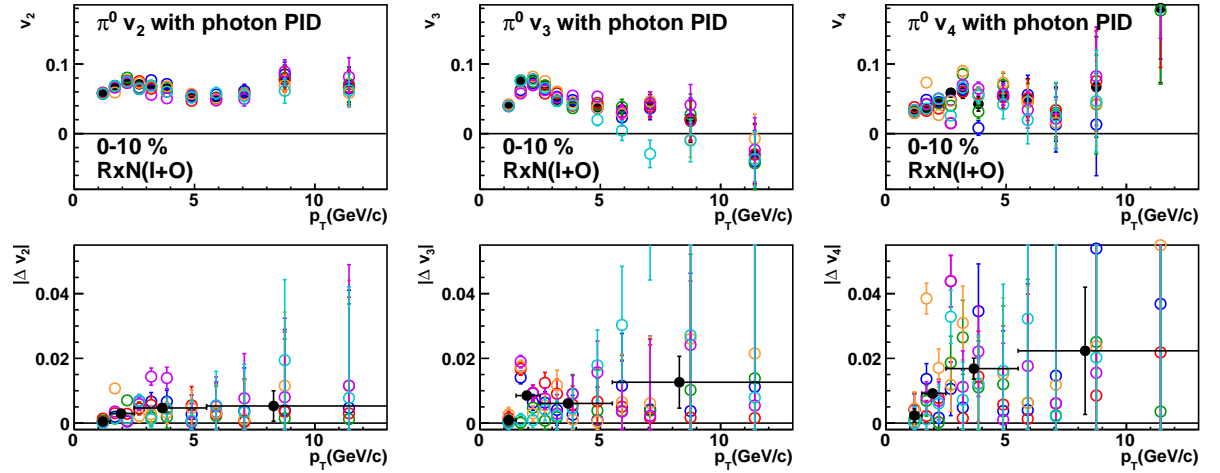 v2
π0 v2 with photon PID
0.1
0
0-10 %
RxN(I+O)
0 5 10
pT(GeV/c)
v3
π0 v3 with photon PID
0.1
0
0-10 %
RxN(I+O)
0 5 10
pT(GeV/c)
v4
π0 v4 with photon PID
0.1
0
0-10 %
RxN(I+O)
0 5 10
pT(GeV/c)
|Δ v2|
0.04
0.02
0
0 5 10
pT(GeV/c)
|Δ v3|
0.04
0.02
0
0 5 10
pT(GeV/c)
|Δ v4|
0.04
0.02
0
0 5 10
pT(GeV/c)